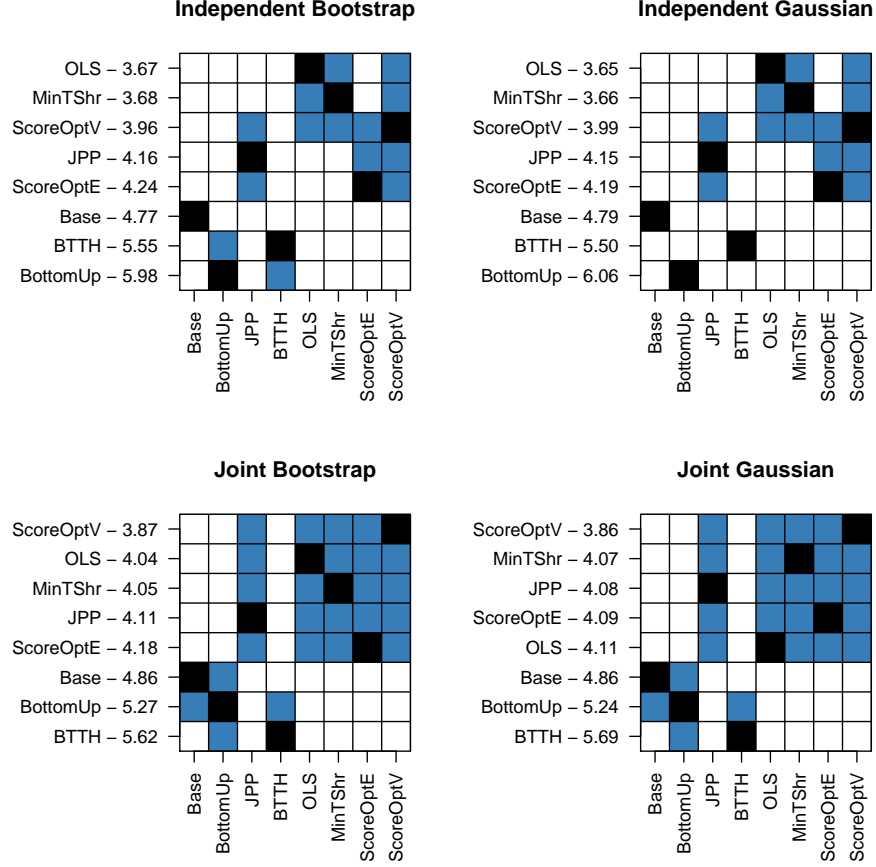 Independent Bootstrap
OLS − 3.67
MinTShr − 3.68
ScoreOptV − 3.96
JPP − 4.16
ScoreOptE − 4.24
Base − 4.77
BTTH − 5.55
BottomUp − 5.98
Base
BottomUp
JPP
BTTH
OLS
MinTShr
ScoreOptE
ScoreOptV
Independent Gaussian
OLS − 3.65
MinTShr − 3.66
ScoreOptV − 3.99
JPP − 4.15
ScoreOptE − 4.19
Base − 4.79
BTTH − 5.50
BottomUp − 6.06
Base
BottomUp
JPP
BTTH
OLS
MinTShr
ScoreOptE
ScoreOptV
Joint Bootstrap
ScoreOptV − 3.87
OLS − 4.04
MinTShr − 4.05
JPP − 4.11
ScoreOptE − 4.18
Base − 4.86
BottomUp − 5.27
BTTH − 5.62
Base
BottomUp
JPP
BTTH
OLS
MinTShr
ScoreOptE
ScoreOptV
Joint Gaussian
ScoreOptV − 3.86
MinTShr − 4.07
JPP − 4.08
ScoreOptE − 4.09
OLS − 4.11
Base − 4.86
BottomUp − 5.24
BTTH − 5.69
Base
BottomUp
JPP
BTTH
OLS
MinTShr
ScoreOptE
ScoreOptV